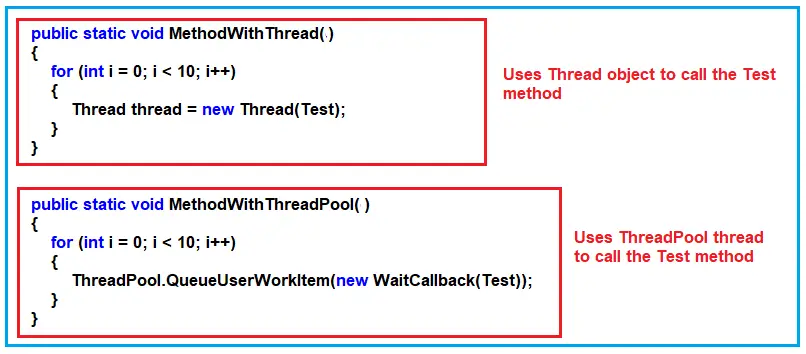 public static void MethodWithThread( )
{
for (int i = 0; i < 10; i++)
{
Thread thread = new Thread(Test);
}
}
Uses Thread object to call the Test
method
public static void MethodWithThreadPool( )
{
for (int i = 0; i < 10; i++)
{
ThreadPool.QueueUserWorkItem(new WaitCallback(Test));
}
}
Uses ThreadPool thread
to call the Test method